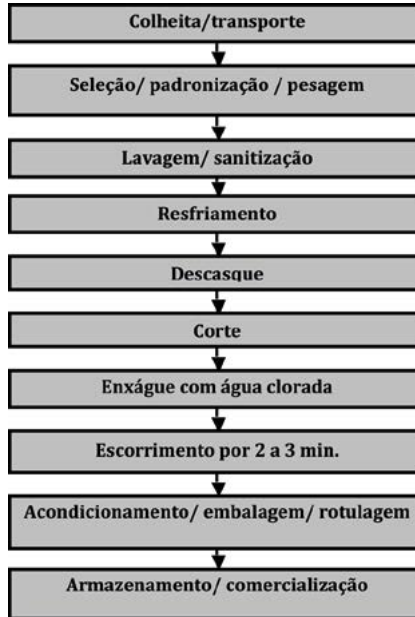 Colheita/transporte
Seleção/ padronização / pesagem
Lavagem/ sanitização
Resfriamento
Descasque
Corte
Enxágue com água clorada
Escorrimento por 2 a 3 min.
Acondicionamento/ embalagem/ rotulagem
Armazenamento/ comercialização